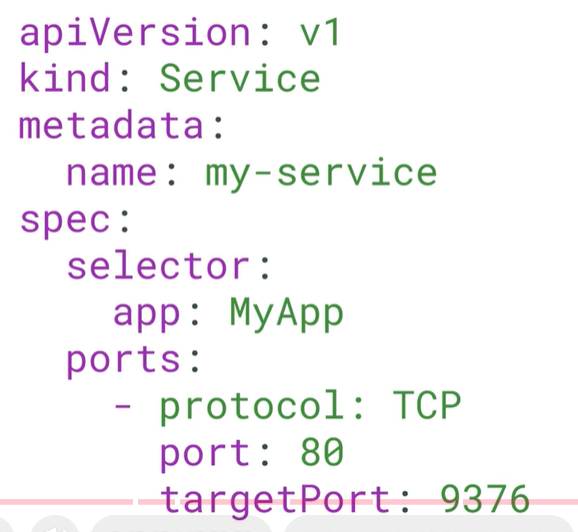 apiVersion: v1
kind: Service
metadata:
  name: my-service
spec:
  selector:
    app: MyApp
  ports:
    - protocol: TCP
      port: 80
      targetPort: 9376